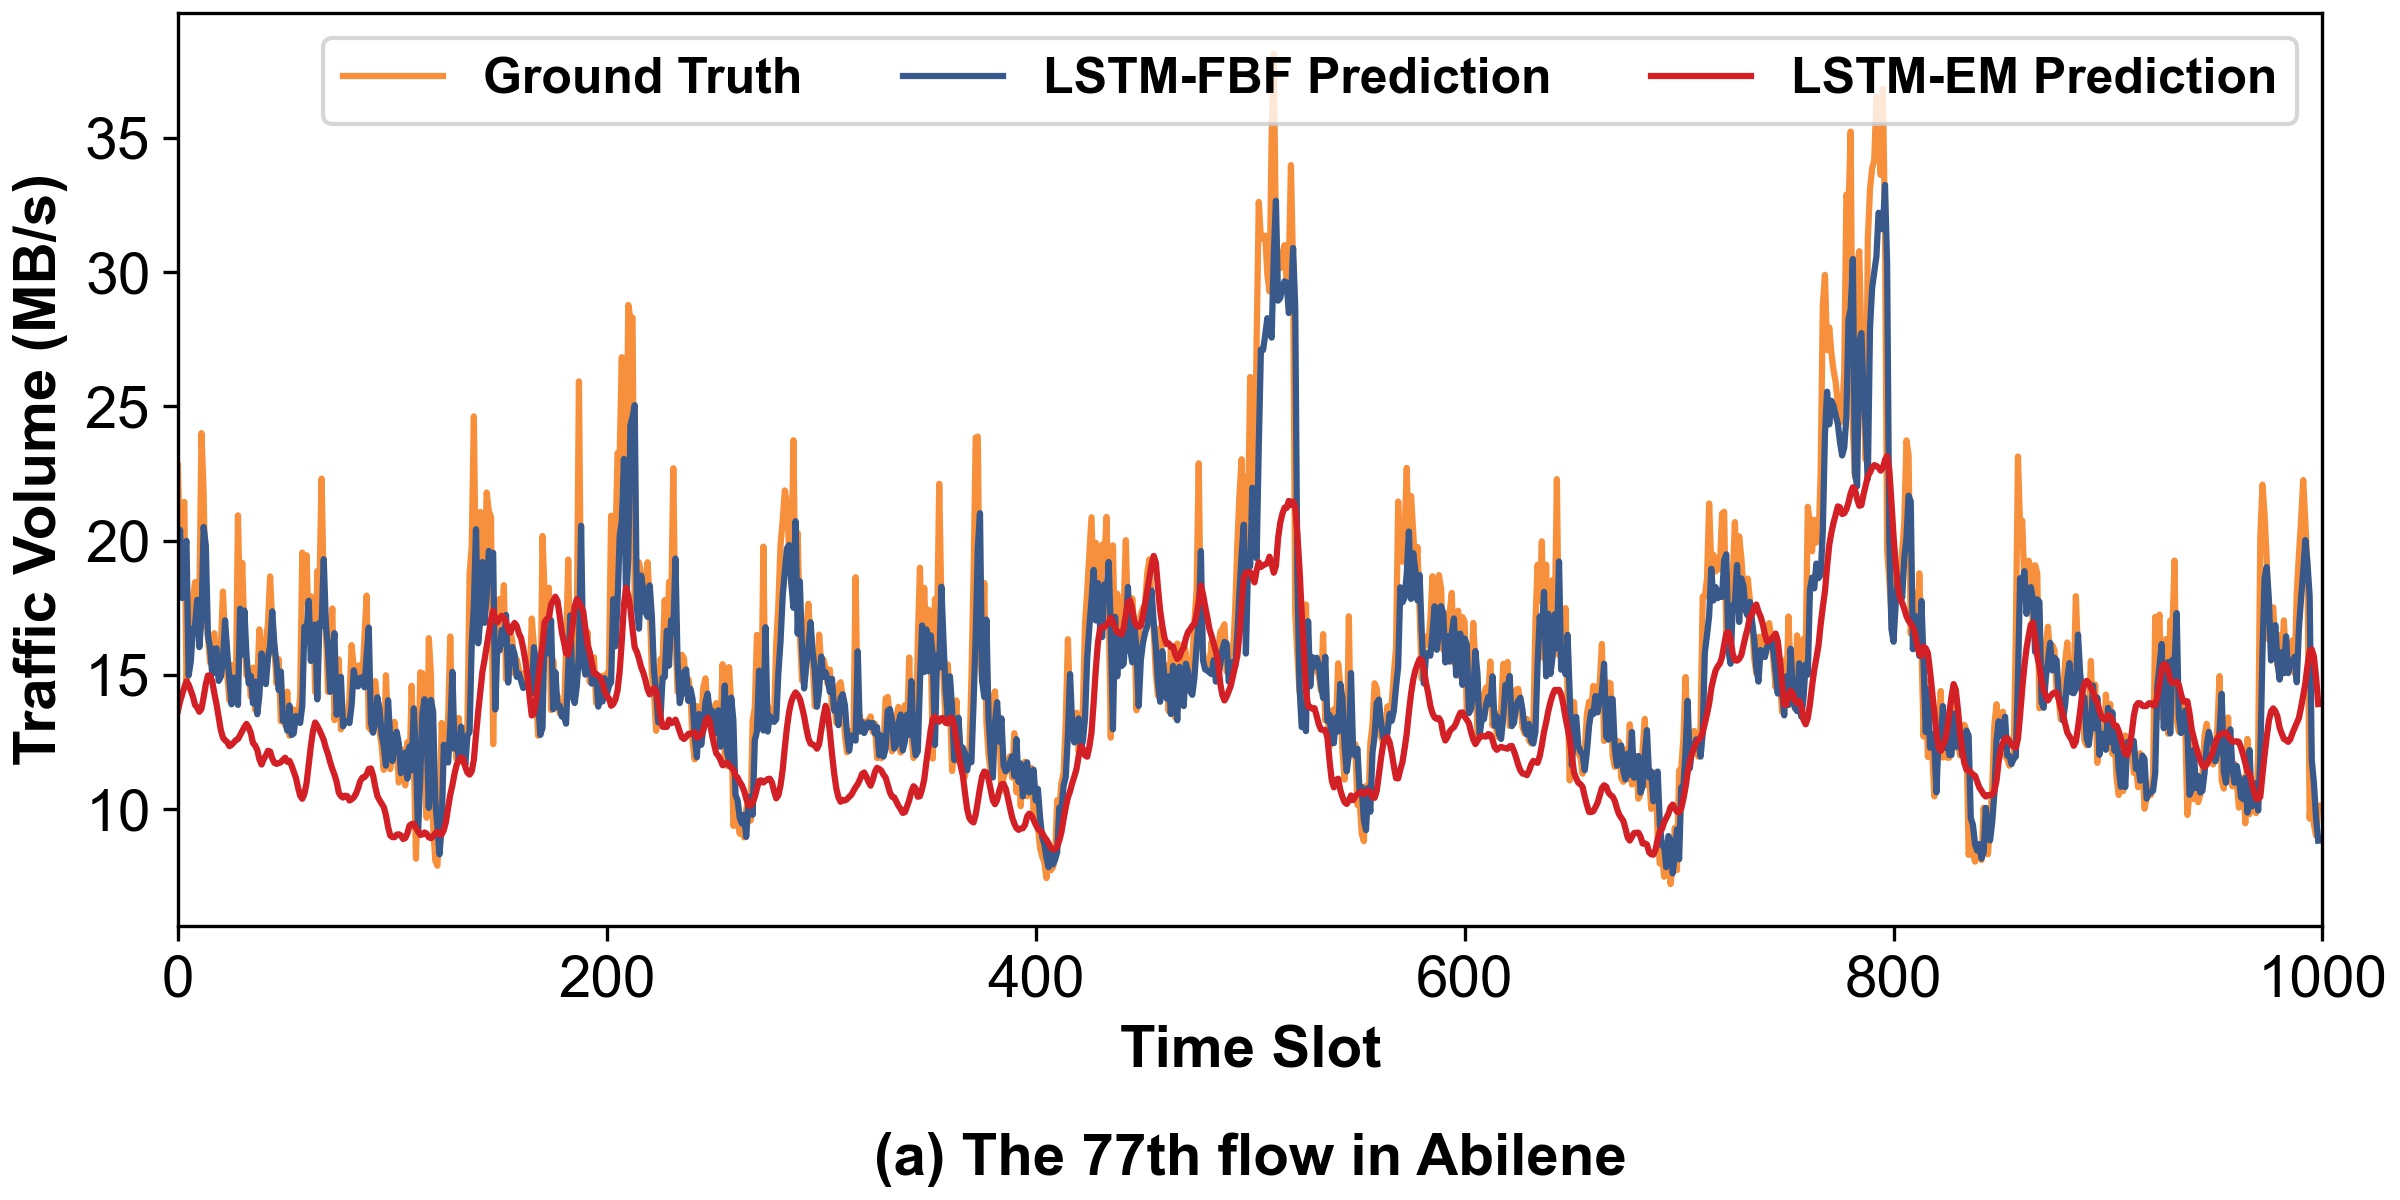 Ground Truth LSTM-FBF Prediction LSTM-EM Prediction
Traffic Volume (MB/s)
35
30
25
20
15
10
0 200 400 600 800 1000
Time Slot
(a) The 77th flow in Abilene